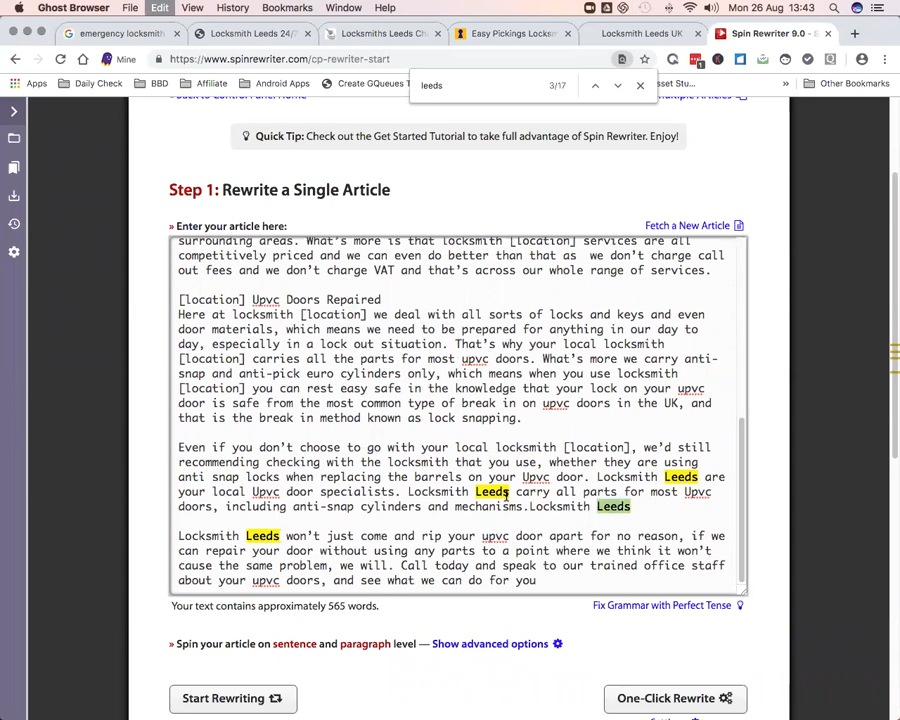 Ghost Browser File Edit View History Bookmarks Window Help Mon 26 Aug 13:43
emergency locksmith Locksmith Leeds 24/7 Locksmiths Leeds Cha Easy Pickings Locksm Locksmith Leeds UK Spin Rewriter 9.0 - S
Mine https://www.spinrewriter.com/cp-rewriter-start
Apps Daily Check BBD Affiliate Android Apps Create GQueues T set Stu... » Other Bookmarks
leeds 3/17
Quick Tip: Check out the Get Started Tutorial to take full advantage of Spin Rewriter. Enjoy!
Step 1: Rewrite a Single Article
» Enter your article here: Fetch a New Article
surrounding areas. What's more is that locksmith [location] services are all
competitively priced and we can even do better than that as  we don't charge call
out fees and we don't charge VAT and that's across our whole range of services.
[location] Upvc Doors Repaired
Here at locksmith [location] we deal with all sorts of locks and keys and even
door materials, which means we need to be prepared for anything in our day to
day, especially in a lock out situation. That's why your local locksmith
[location] carries all the parts for most upvc doors. What's more we carry anti-
snap and anti-pick euro cylinders only, which means when you use locksmith
[location] you can rest easy safe in the knowledge that your lock on your upvc
door is safe from the most common type of break in on upvc doors in the UK, and
that is the break in method known as lock snapping.
Even if you don't choose to go with your local locksmith [location], we'd still
recommending checking with the locksmith that you use, whether they are using
anti snap locks when replacing the barrels on your Upvc door. Locksmith Leeds are
your local Upvc door specialists. Locksmith Leeds carry all parts for most Upvc
doors, including anti-snap cylinders and mechanisms.Locksmith Leeds
Locksmith Leeds won't just come and rip your upvc door apart for no reason, if we
can repair your door without using any parts to a point where we think it won't
cause the same problem, we will. Call today and speak to our trained office staff
about your upvc doors, and see what we can do for you
Your text contains approximately 565 words. Fix Grammar with Perfect Tense
» Spin your article on sentence and paragraph level — Show advanced options
Start Rewriting One-Click Rewrite